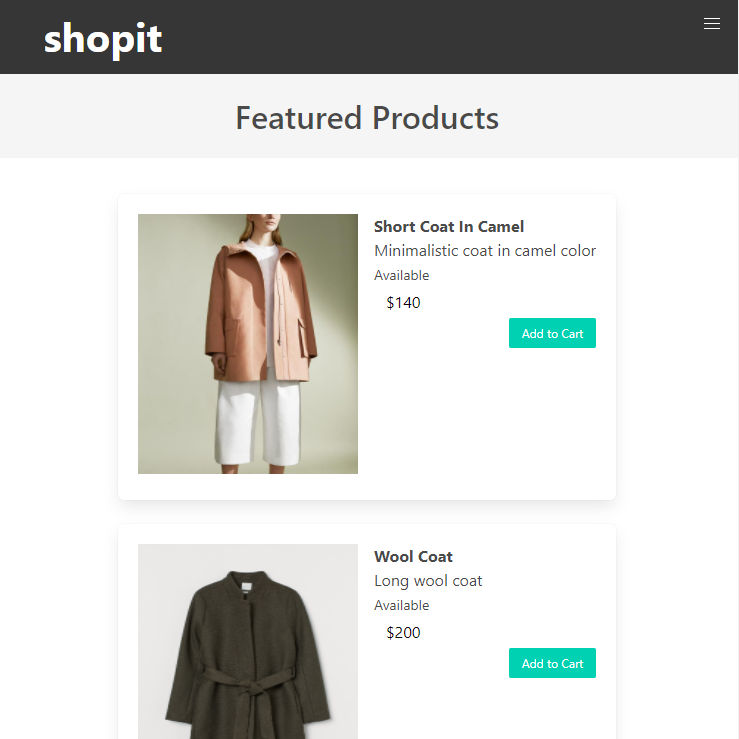 shopit
Featured Products
Short Coat In Camel
Minimalistic coat in camel color
Available
$140
Add to Cart
Wool Coat
Long wool coat
Available
$200
Add to Cart